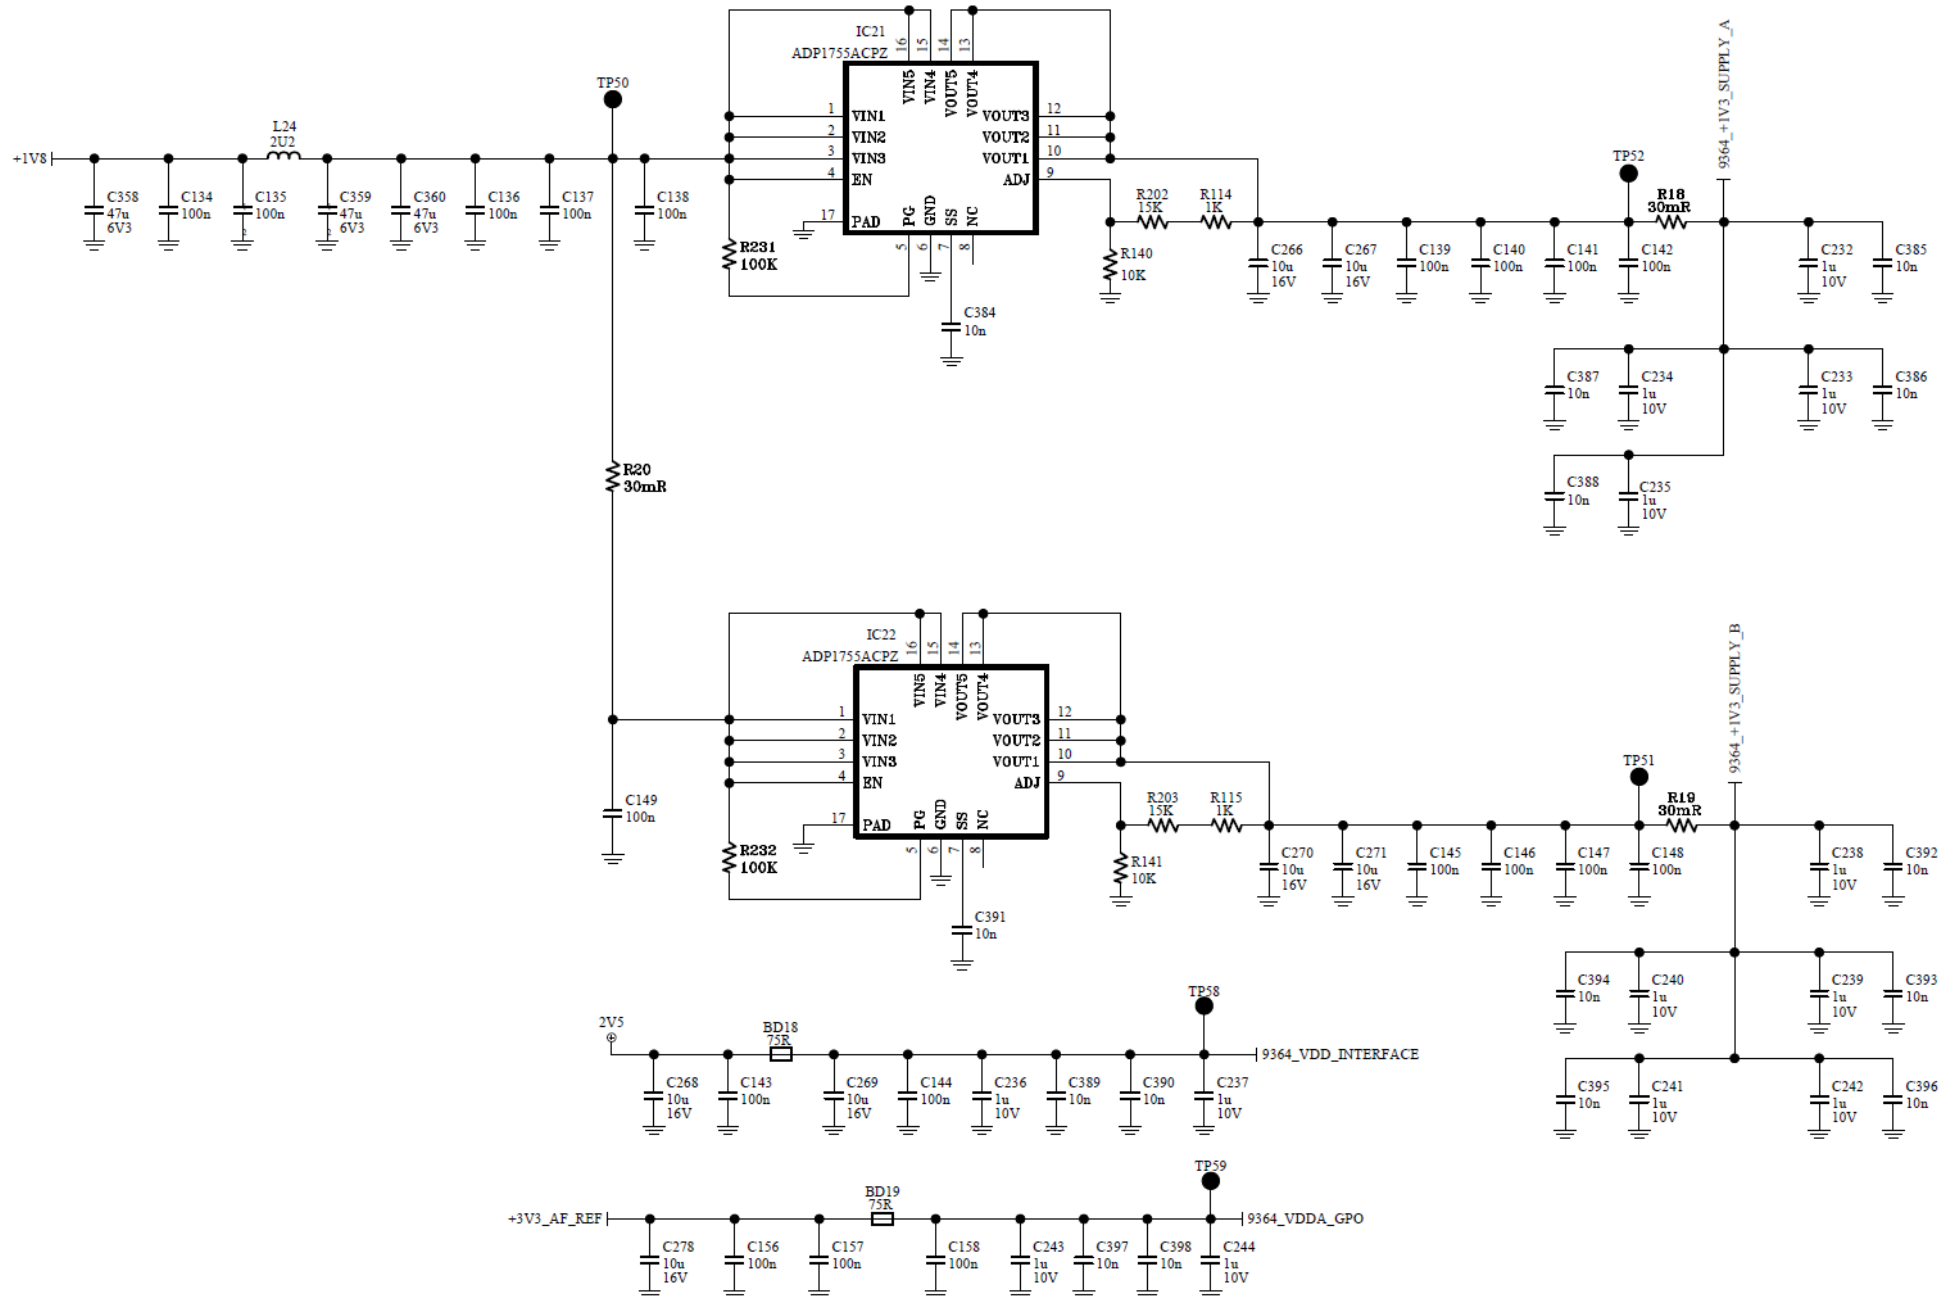 IC21
ADP1755ACPZ
16
15
14
13
VIN5
VIN4
VOUT5
VOUT4
1
VIN1
2
VIN2
3
VIN3
4
EN
17
PAD
12
VOUT3
11
VOUT2
10
VOUT1
9
ADJ
PG
GND
SS
NC
5
6
7
8
TP50
+1V8
L24
2U2
C358
47u
6V3
C134
100n
C135
100n
C359
47u
6V3
C360
47u
6V3
C136
100n
C137
100n
C138
100n
R231
100K
C384
10n
R202
15K
R114
1K
R140
10K
C266
10u
16V
C267
10u
16V
C139
100n
C140
100n
C141
100n
C142
100n
TP52
R18
30mR
9364_+1V3_SUPPLY_A
C232
1u
10V
C385
10n
C387
10n
C234
1u
10V
C233
1u
10V
C386
10n
C388
10n
C235
1u
10V
R20
30mR
IC22
ADP1755ACPZ
16
15
14
13
VIN5
VIN4
VOUT5
VOUT4
1
VIN1
2
VIN2
3
VIN3
4
EN
17
PAD
12
VOUT3
11
VOUT2
10
VOUT1
9
ADJ
PG
GND
SS
NC
5
6
7
8
C149
100n
R232
100K
C391
10n
R203
15K
R115
1K
R141
10K
C270
10u
16V
C271
10u
16V
C145
100n
C146
100n
C147
100n
C148
100n
TP51
R19
30mR
9364_+1V3_SUPPLY_B
C238
1u
10V
C392
10n
C394
10n
C240
1u
10V
C239
1u
10V
C393
10n
C395
10n
C241
1u
10V
C242
1u
10V
C396
10n
2V5
BD18
75R
TP58
9364_VDD_INTERFACE
C268
10u
16V
C143
100n
C269
10u
16V
C144
100n
C236
1u
10V
C389
10n
C390
10n
C237
1u
10V
+3V3_AF_REF
BD19
75R
TP59
9364_VDDA_GPO
C278
10u
16V
C156
100n
C157
100n
C158
100n
C243
1u
10V
C397
10n
C398
10n
C244
1u
10V